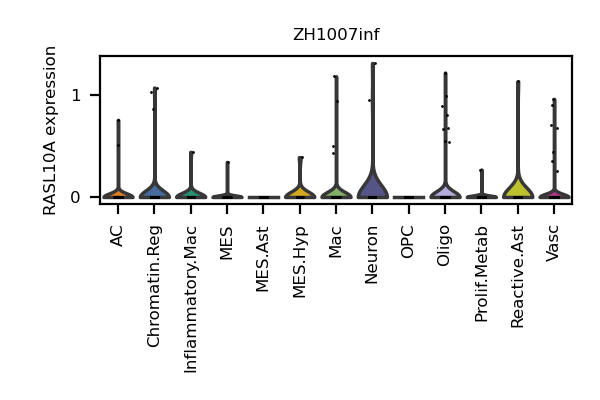 ZH1007inf
RASL10A expression
1
0
AC
Chromatin.Reg
Inflammatory.Mac
MES
MES.Ast
MES.Hyp
Mac
Neuron
OPC
Oligo
Prolif.Metab
Reactive.Ast
Vasc